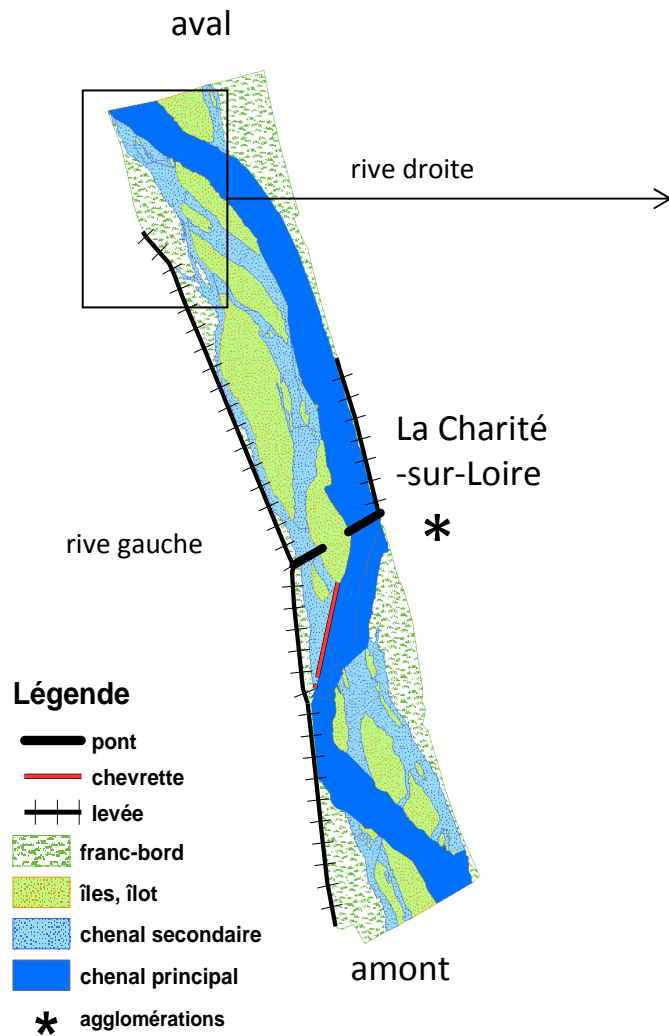 aval
rive droite
La Charité
-sur-Loire
*
rive gauche
Légende
pont
chevrette
levée
franc-bord
îles, îlot
chenal secondaire
chenal principal
* agglomérations
amont